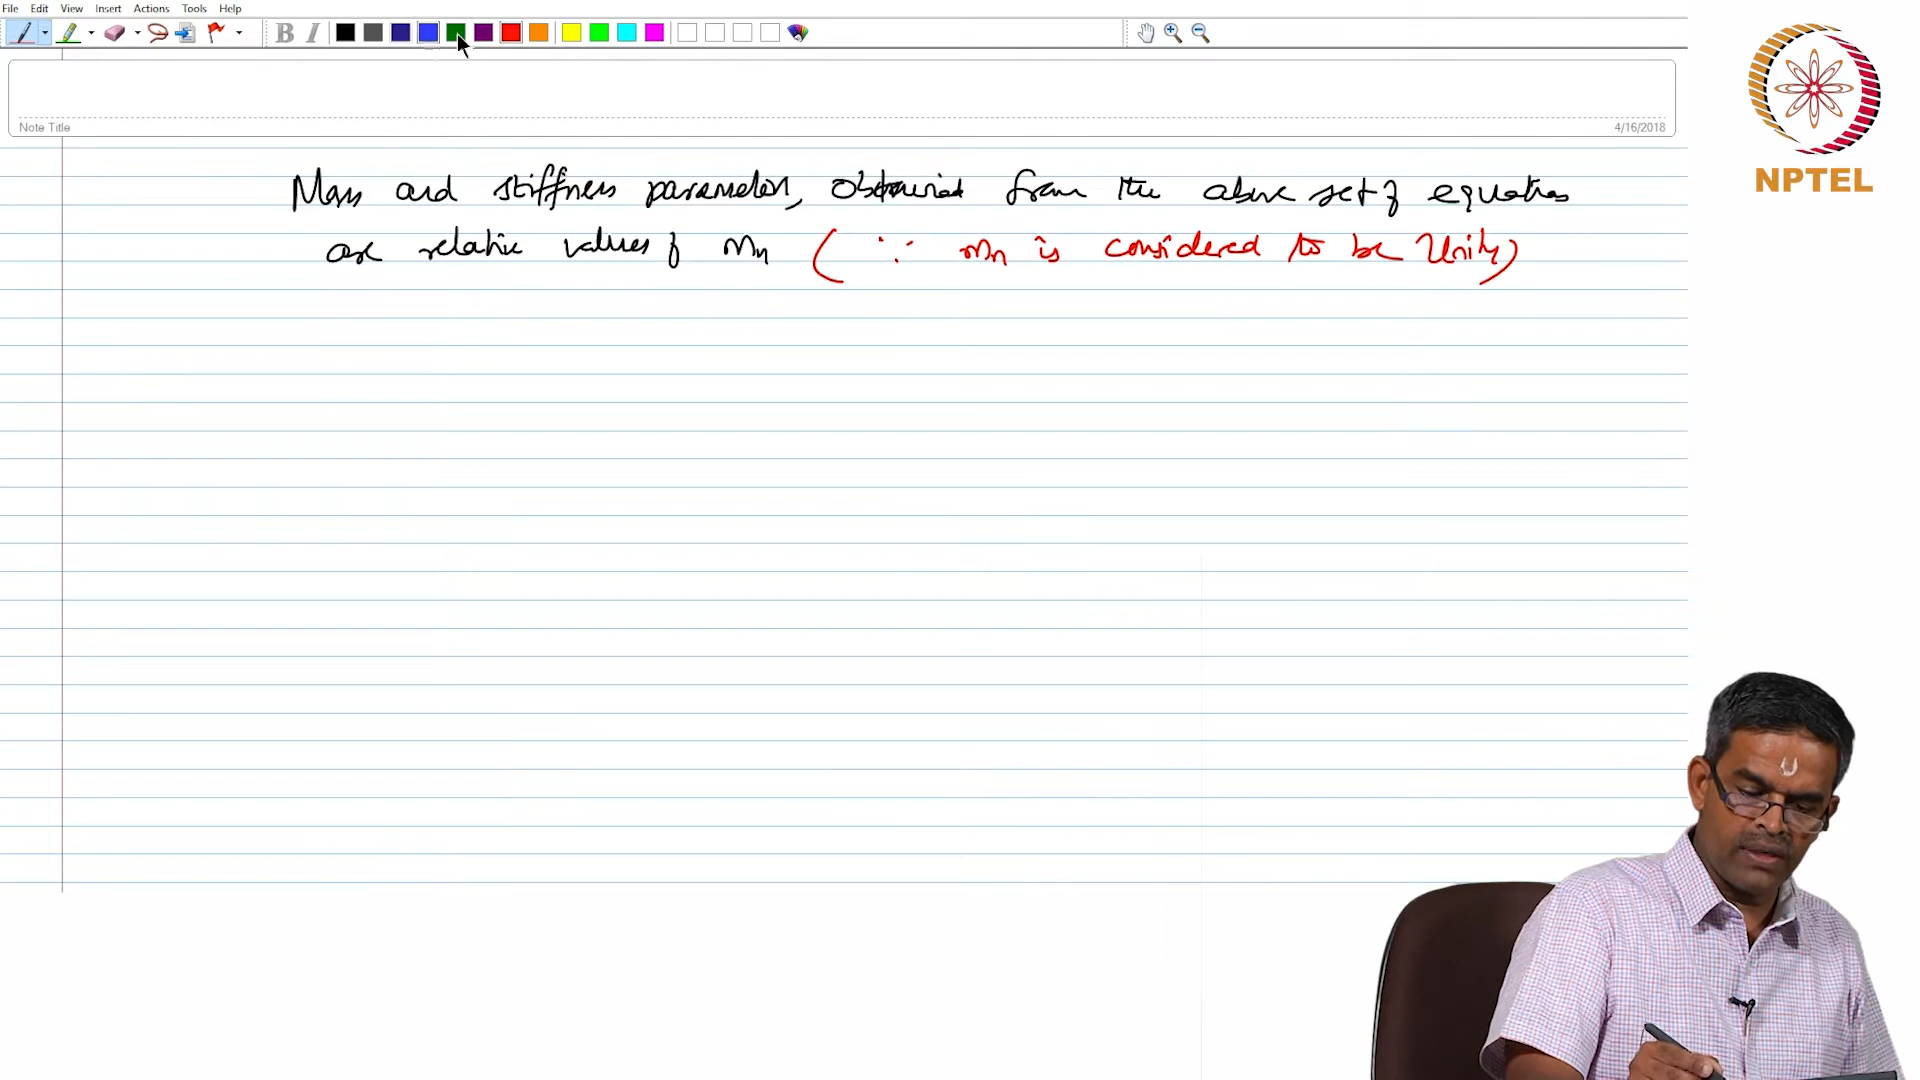 File Edit View Insert Actions Tools Help
B I
Note Title
4/16/2018
NPTEL
Mass and stiffness parameters, obtained from the above set of equations
are relative values of mn (∵ mn is considered to be Unity)